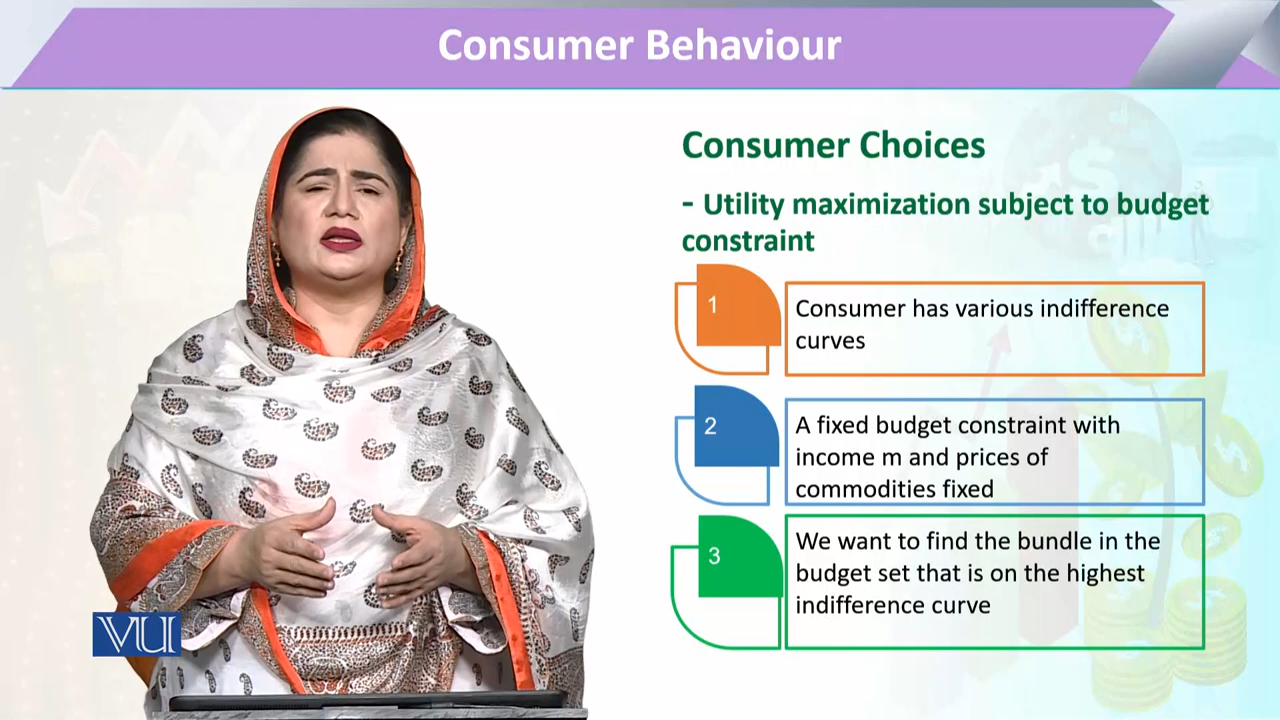 Consumer Behaviour
Consumer Choices
- Utility maximization subject to budget
constraint
1
Consumer has various indifference
curves
2
A fixed budget constraint with
income m and prices of
commodities fixed
3
We want to find the bundle in the
budget set that is on the highest
indifference curve
VU